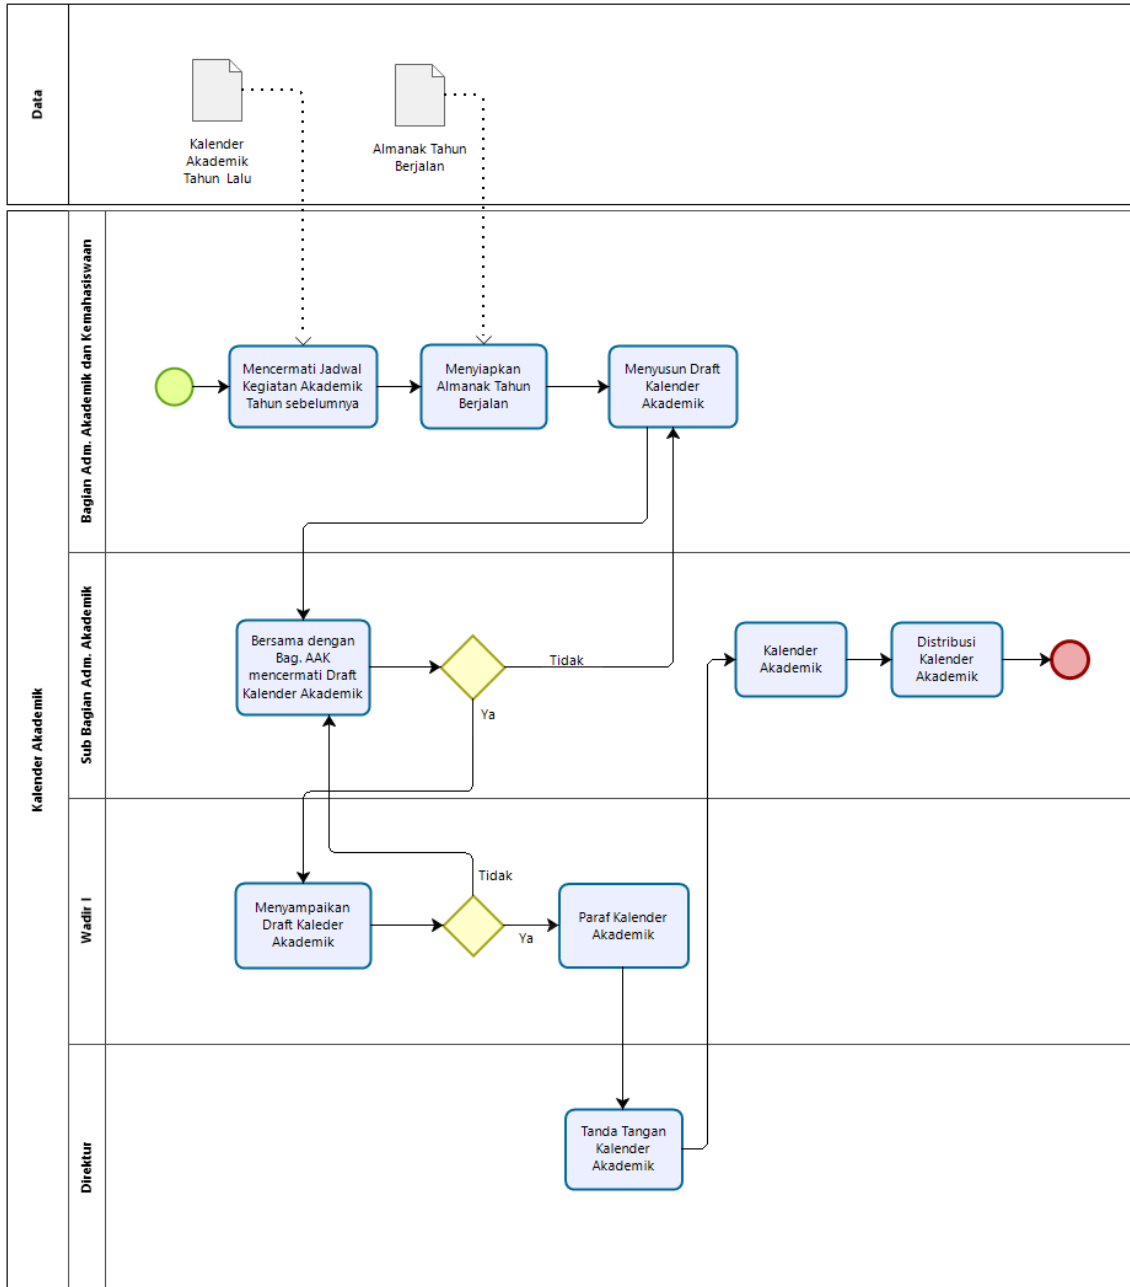 Data
Kalender
Akademik
Tahun Lalu
Almanak Tahun
Berjalan
Kalender Akademik
Bagian Adm. Akademik dan Kemahasiswaan
Mencermati Jadwal
Kegiatan Akademik
Tahun sebelumnya
Menyiapkan
Almanak Tahun
Berjalan
Menyusun Draft
Kalender
Akademik
Sub Bagian Adm. Akademik
Bersama dengan
Bag. AAK
mencermati Draft
Kalender Akademik
Tidak
Ya
Kalender
Akademik
Distribusi
Kalender
Akademik
Wadir I
Menyampaikan
Draft Kaleder
Akademik
Tidak
Ya
Paraf Kalender
Akademik
Direktur
Tanda Tangan
Kalender
Akademik